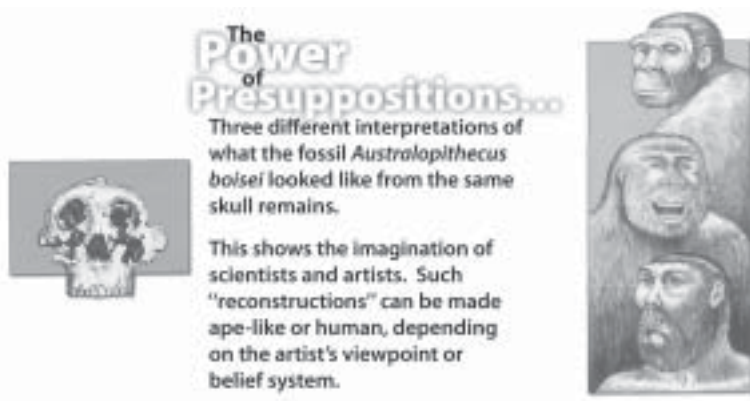 The
Power
of
Presuppositions...
Three different interpretations of
what the fossil Australopithecus
boisei looked like from the same
skull remains.
This shows the imagination of
scientists and artists. Such
"reconstructions" can be made
ape-like or human, depending
on the artist's viewpoint or
belief system.